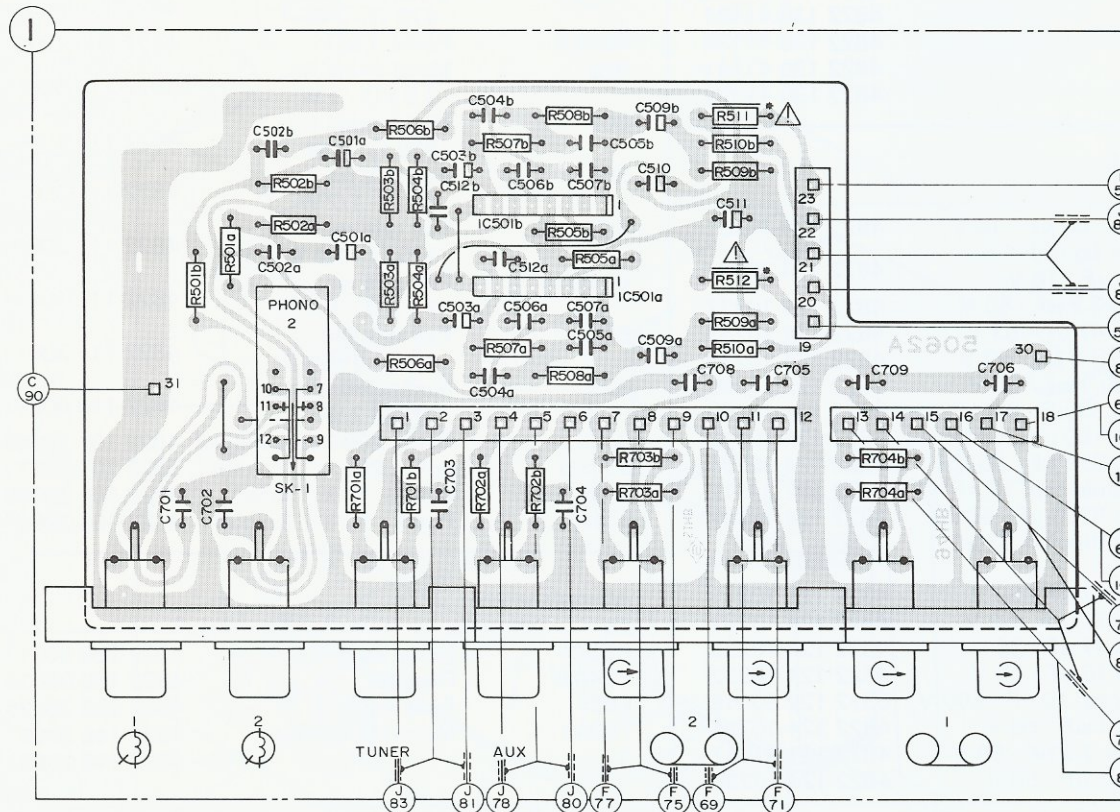 I
C504b
R508b
C509b
R511 *
C502b
C501a
R506b
R507b
C505b
R510b
C503b
R502b
R503b
R504b
C512b
C506b
C507b
C510
R509b
23
1
IC501b
C511
22
R501a
R502a
R505b
21
R501b
C502a
C501a
R503a
R504a
C512a
R505a
R512 *
20
PHONO
2
1
IC501a
C503a
C506a
C507a
R509a
19
R507a
C505a
R510a
5062A
30
R506a
C504a
R508a
C509a
C708
C705
C709
C706
C
90
31
10
7
11
8
12
9
1 2 3 4 5 6 7 8 9 10 11 12
13 14 15 16 17 18
SK-1
C701
C702
R701a
R701b
C703
R702a
R702b
C704
R703b
R703a
R704b
R704a
94HB
1
2
TUNER
AUX
2
1
J
83
J
81
J
78
J
80
F
77
F
75
F
69
F
71